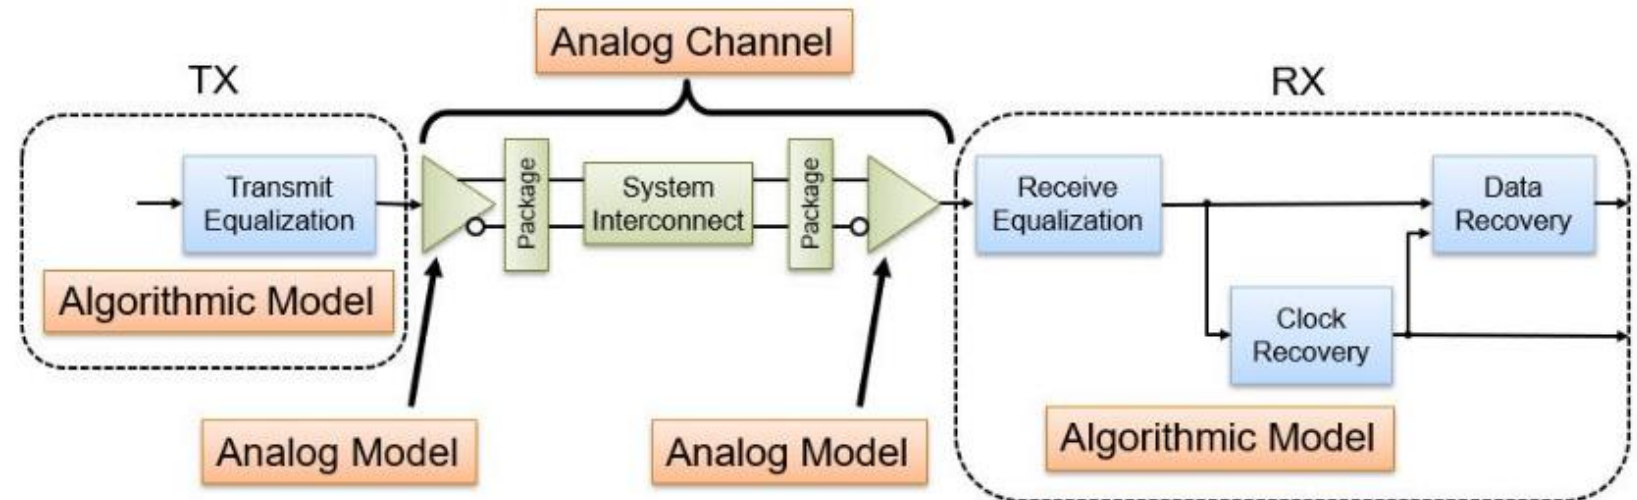 Analog Channel
TX
RX
Transmit
Equalization
Package
System
Interconnect
Package
Receive
Equalization
Data
Recovery
Algorithmic Model
Clock
Recovery
Analog Model
Analog Model
Algorithmic Model